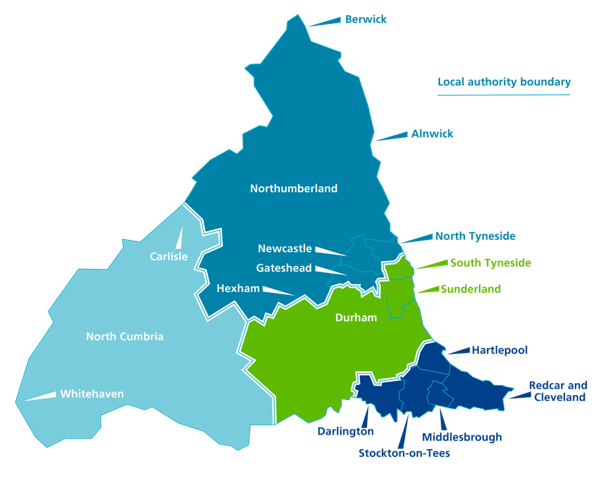 Berwick
Local authority boundary
Alnwick
Northumberland
North Tyneside
Newcastle
Carlisle
South Tyneside
Gateshead
Hexham
Sunderland
Durham
North Cumbria
Hartlepool
Redcar and
Cleveland
Whitehaven
Darlington
Middlesbrough
Stockton-on-Tees